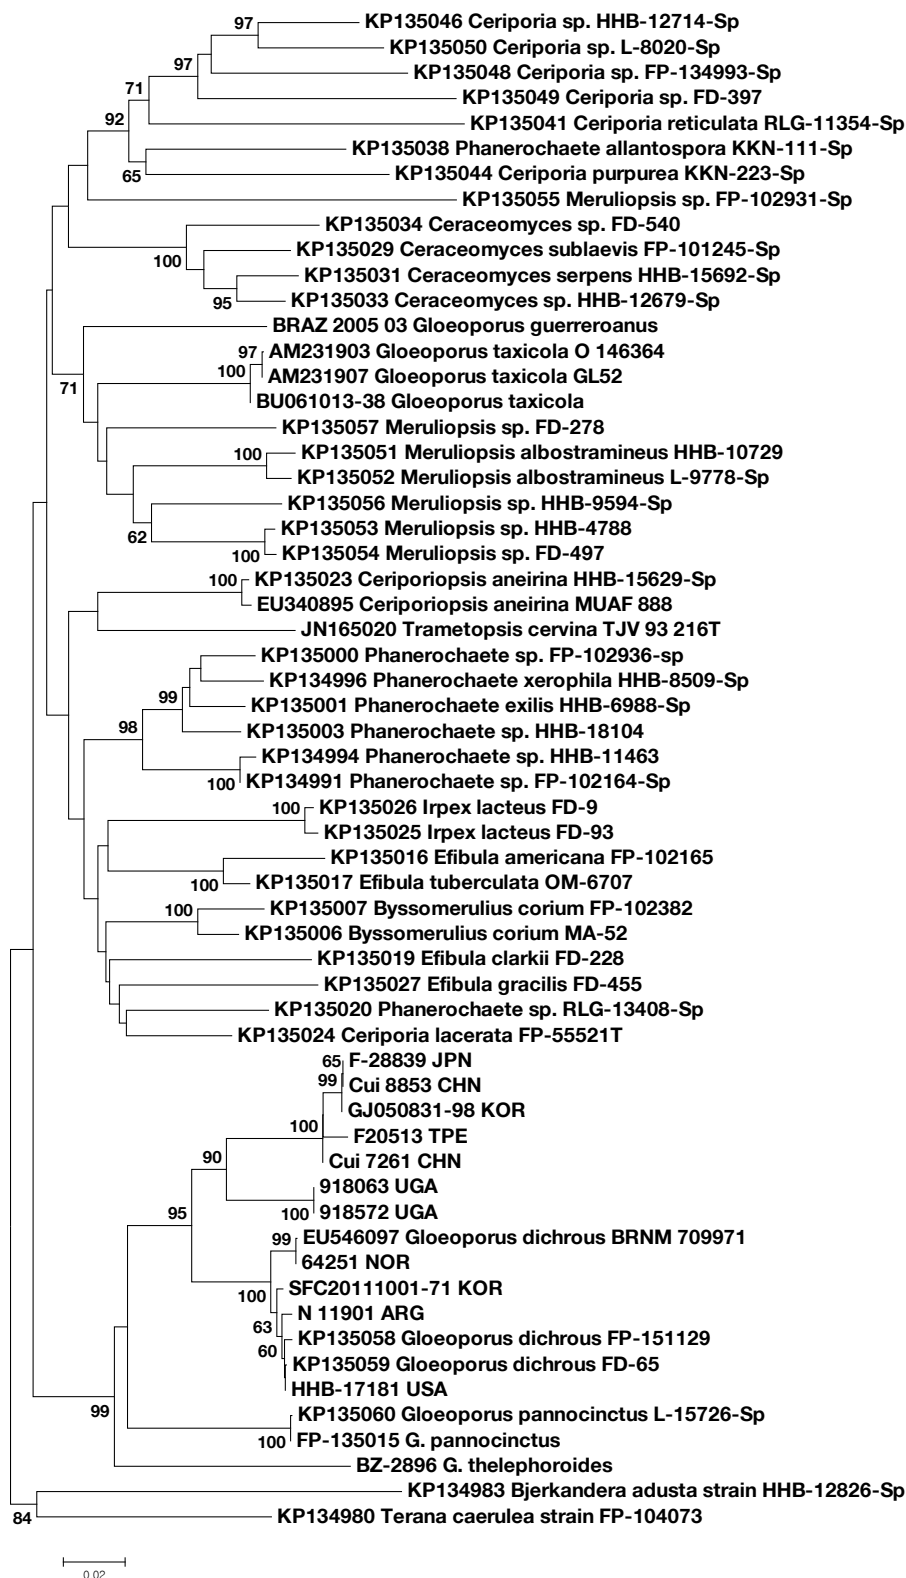 97
KP135046 Ceriporia sp. HHB-12714-Sp
KP135050 Ceriporia sp. L-8020-Sp
97
KP135048 Ceriporia sp. FP-134993-Sp
71
KP135049 Ceriporia sp. FD-397
92
KP135041 Ceriporia reticulata RLG-11354-Sp
KP135038 Phanerochaete allantospora KKN-111-Sp
65
KP135044 Ceriporia purpurea KKN-223-Sp
KP135055 Meruliopsis sp. FP-102931-Sp
KP135034 Ceraceomyces sp. FD-540
100
KP135029 Ceraceomyces sublaevis FP-101245-Sp
KP135031 Ceraceomyces serpens HHB-15692-Sp
95
KP135033 Ceraceomyces sp. HHB-12679-Sp
BRAZ 2005 03 Gloeoporus guerreroanus
71
97
AM231903 Gloeoporus taxicola O 146364
100
AM231907 Gloeoporus taxicola GL52
BU061013-38 Gloeoporus taxicola
KP135057 Meruliopsis sp. FD-278
100
KP135051 Meruliopsis albostramineus HHB-10729
KP135052 Meruliopsis albostramineus L-9778-Sp
KP135056 Meruliopsis sp. HHB-9594-Sp
62
KP135053 Meruliopsis sp. HHB-4788
100
KP135054 Meruliopsis sp. FD-497
100
KP135023 Ceriporiopsis aneirina HHB-15629-Sp
EU340895 Ceriporiopsis aneirina MUAF 888
JN165020 Trametopsis cervina TJV 93 216T
KP135000 Phanerochaete sp. FP-102936-sp
KP134996 Phanerochaete xerophila HHB-8509-Sp
99
KP135001 Phanerochaete exilis HHB-6988-Sp
98
KP135003 Phanerochaete sp. HHB-18104
KP134994 Phanerochaete sp. HHB-11463
100
KP134991 Phanerochaete sp. FP-102164-Sp
100
KP135026 Irpex lacteus FD-9
KP135025 Irpex lacteus FD-93
KP135016 Efibula americana FP-102165
100
KP135017 Efibula tuberculata OM-6707
100
KP135007 Byssomerulius corium FP-102382
KP135006 Byssomerulius corium MA-52
KP135019 Efibula clarkii FD-228
KP135027 Efibula gracilis FD-455
KP135020 Phanerochaete sp. RLG-13408-Sp
KP135024 Ceriporia lacerata FP-55521T
65
F-28839 JPN
99
Cui 8853 CHN
GJ050831-98 KOR
100
F20513 TPE
Cui 7261 CHN
90
918063 UGA
100
918572 UGA
95
99
EU546097 Gloeoporus dichrous BRNM 709971
64251 NOR
100
SFC20111001-71 KOR
N 11901 ARG
63
KP135058 Gloeoporus dichrous FP-151129
60
KP135059 Gloeoporus dichrous FD-65
HHB-17181 USA
99
KP135060 Gloeoporus pannocinctus L-15726-Sp
100
FP-135015 G. pannocinctus
BZ-2896 G. thelephoroides
KP134983 Bjerkandera adusta strain HHB-12826-Sp
84
KP134980 Terana caerulea strain FP-104073
0.02